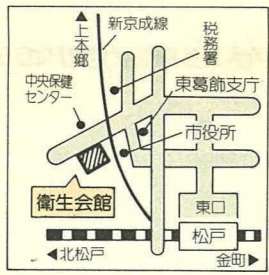 ▲上本郷
新京成線
税務署
中央保健
センター
東葛飾支庁
市役所
衛生会館
東口
松戸
◀北松戸
金町▶